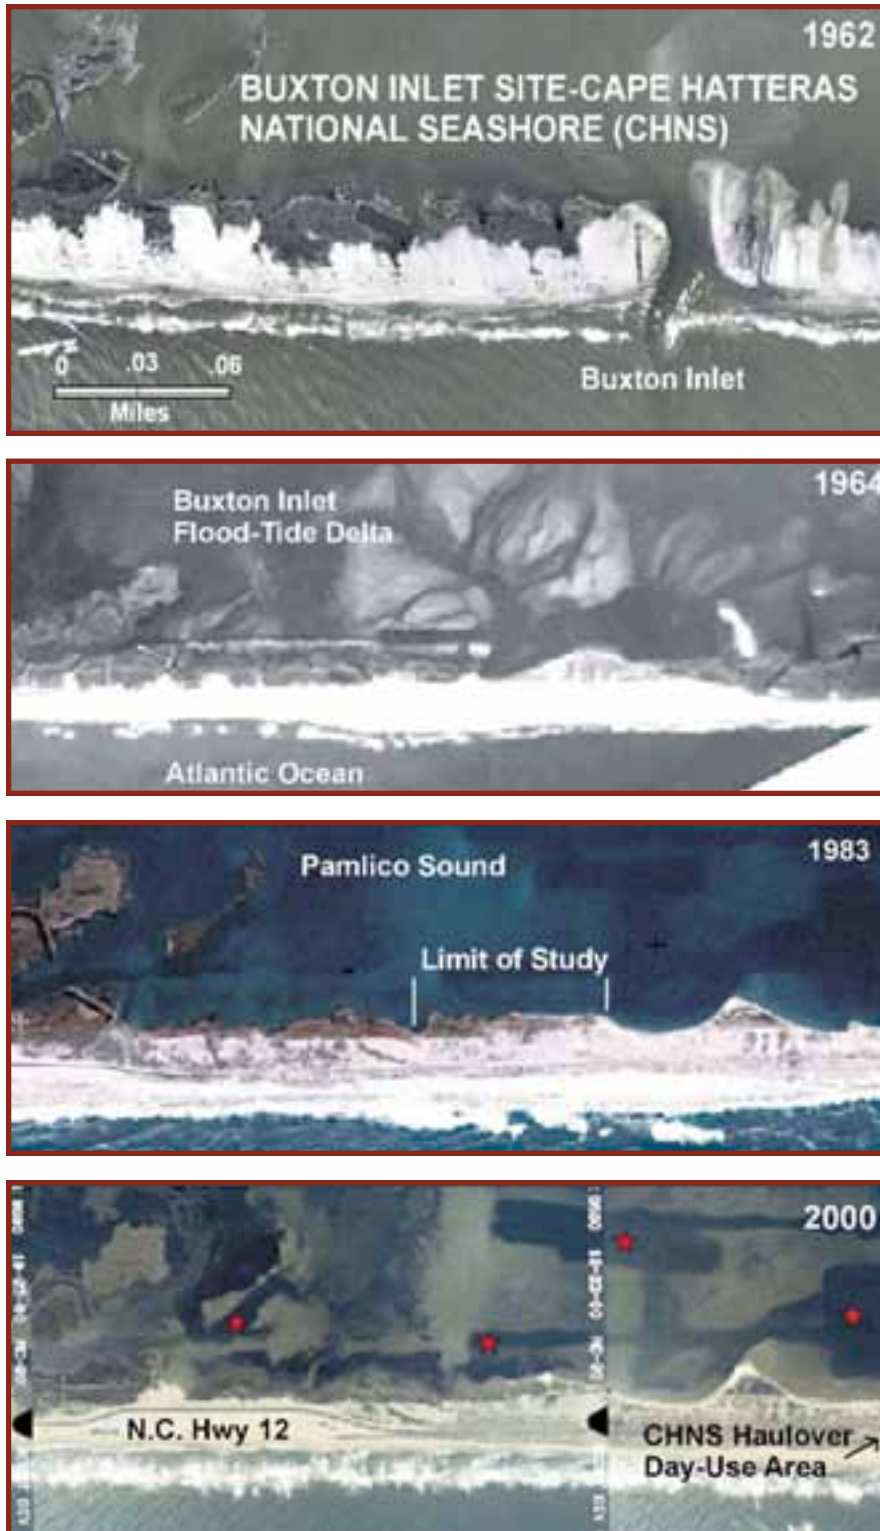 1962
BUXTON INLET SITE-CAPE HATTERAS
NATIONAL SEASHORE (CHNS)
0 .03 .06
Miles
Buxton Inlet
1964
Buxton Inlet
Flood-Tide Delta
Atlantic Ocean
1983
Pamlico Sound
Limit of Study
2000
N.C. Hwy 12
CHNS Haulover
Day-Use Area